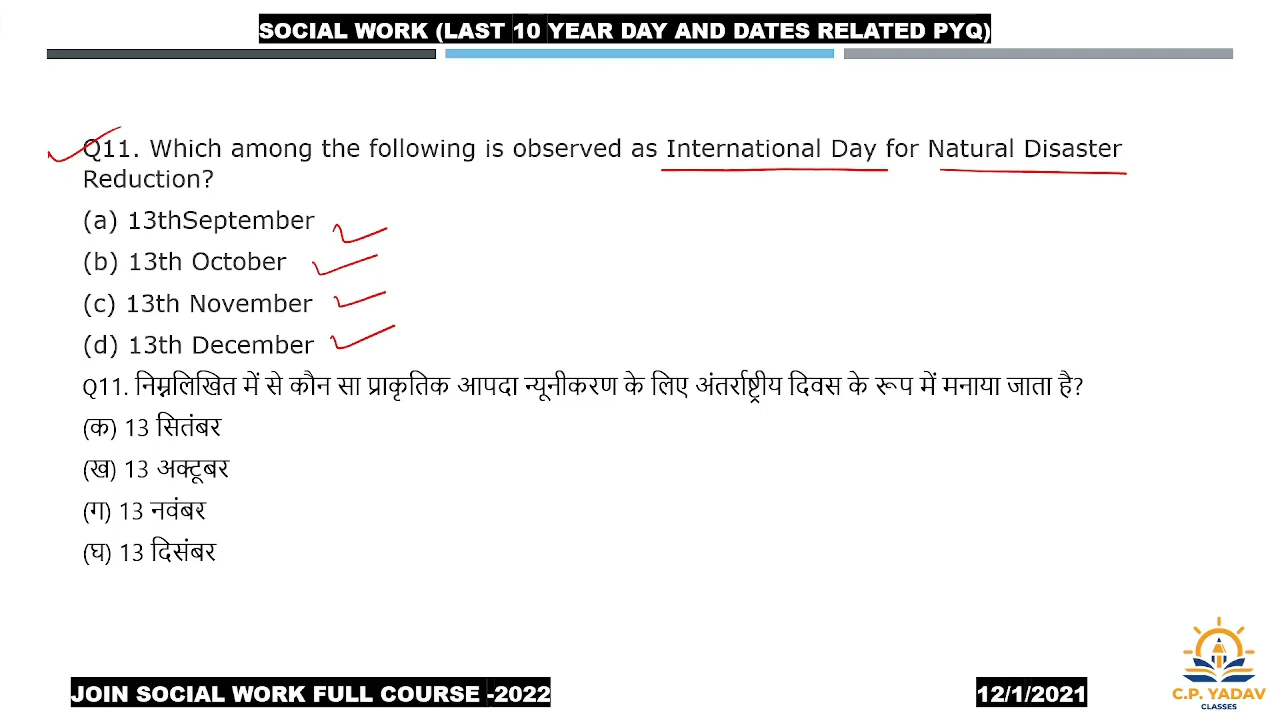 SOCIAL WORK (LAST 10 YEAR DAY AND DATES RELATED PYQ)
Q11. Which among the following is observed as International Day for Natural Disaster
Reduction?
(a) 13thSeptember
(b) 13th October
(c) 13th November
(d) 13th December
Q11. निम्नलिखित में से कौन सा प्राकृतिक आपदा न्यूनीकरण के लिए अंतर्राष्ट्रीय दिवस के रूप में मनाया जाता है?
(क) 13 सितंबर
(ख) 13 अक्टूबर
(ग) 13 नवंबर
(घ) 13 दिसंबर
JOIN SOCIAL WORK FULL COURSE -2022
12/1/2021
C.P. YADAV
CLASSES